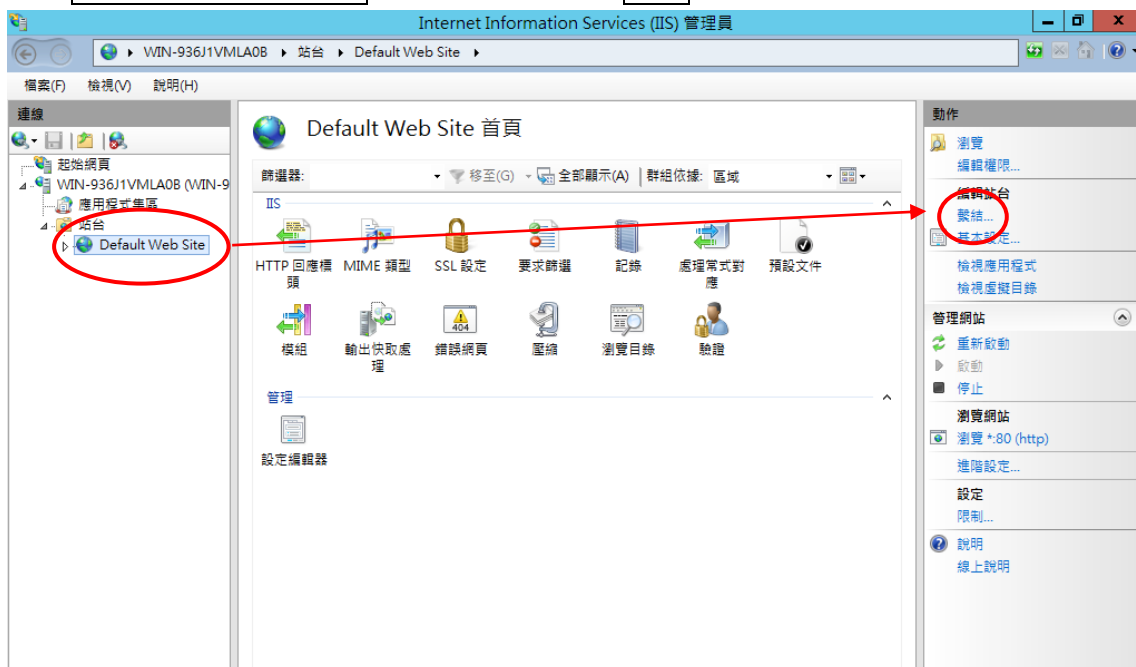 Internet Information Services (IIS) 管理員
WIN-936J1VMLA0B 站台 Default Web Site
檔案(F) 檢視(V) 說明(H)
連線
起始網頁
WIN-936J1VMLA0B (WIN-9
應用程式集區
站台
Default Web Site
Default Web Site 首頁
篩選器: 移至(G) 全部顯示(A) 群組依據: 區域
IIS
HTTP 回應標
頭
MIME 類型
SSL 設定
要求篩選
記錄
處理常式對
應
預設文件
模組
輸出快取處
理
404
錯誤網頁
壓縮
瀏覽目錄
驗證
管理
設定編輯器
動作
瀏覽
編輯權限...
編輯站台
繫結...
基本設定...
檢視應用程式
檢視虛擬目錄
管理網站
重新啟動
啟動
停止
瀏覽網站
瀏覽 *:80 (http)
進階設定...
設定
限制...
說明
線上說明